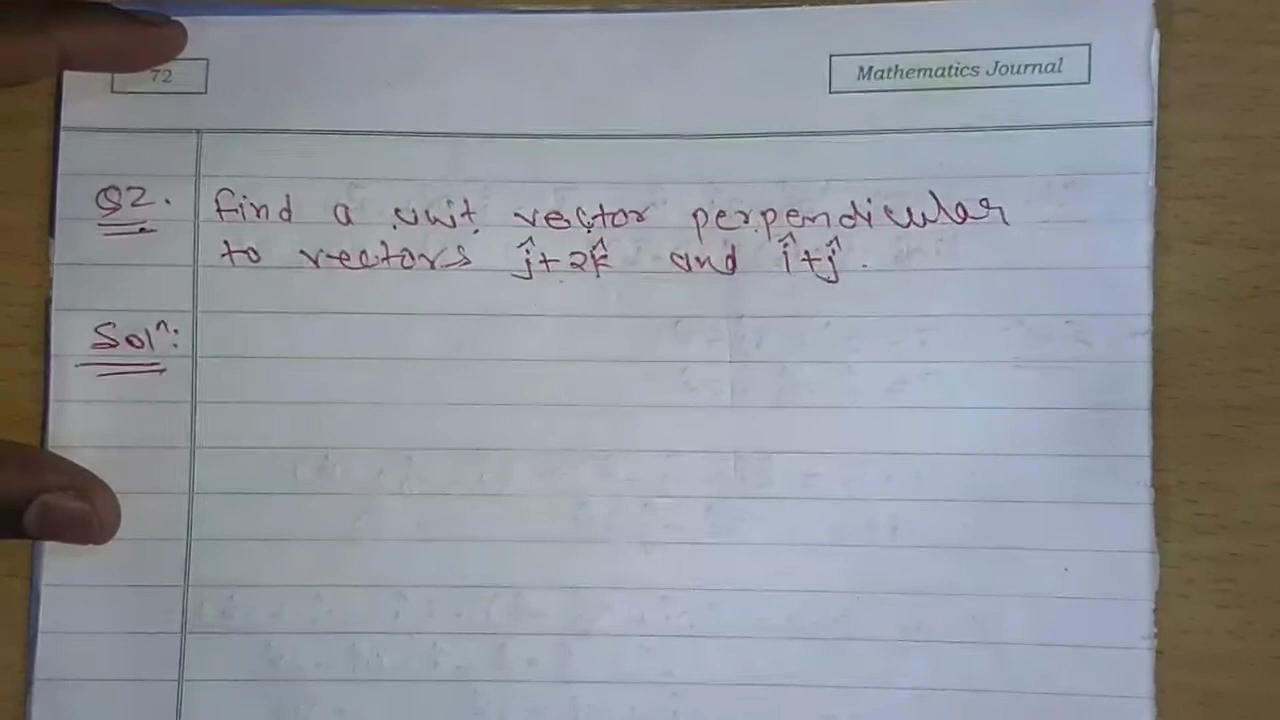 72
Mathematics Journal
Q2. Find a unit vector perpendicular
to vectors ĵ+2k̂ and î+ĵ.
Solⁿ: